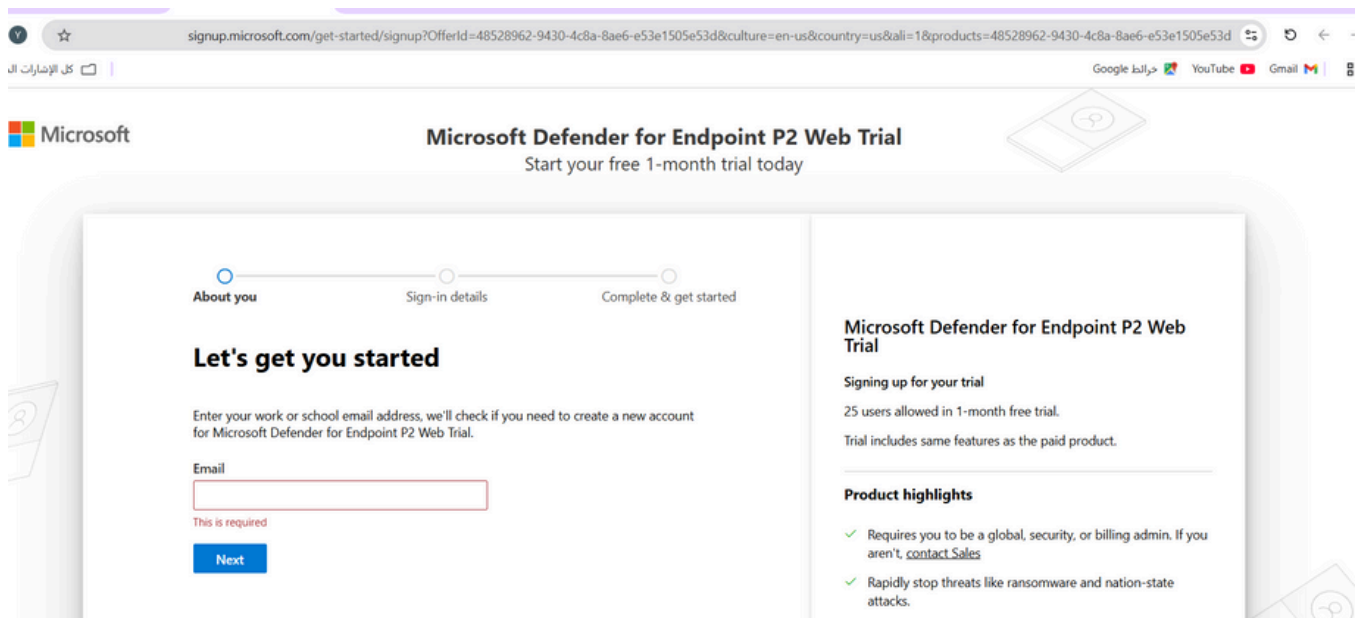 Y
signup.microsoft.com/get-started/signup?OfferId=48528962-9430-4c8a-8ae6-e53e1505e53d&culture=en-us&country=us&ali=1&products=48528962-9430-4c8a-8ae6-e53e1505e53d
كل الإشارات
خرائط Google
YouTube
Gmail
Microsoft
Microsoft Defender for Endpoint P2 Web Trial
Start your free 1-month trial today
About you
Sign-in details
Complete & get started
Let's get you started
Enter your work or school email address, we'll check if you need to create a new account
for Microsoft Defender for Endpoint P2 Web Trial.
Email
This is required
Next
Microsoft Defender for Endpoint P2 Web
Trial
Signing up for your trial
25 users allowed in 1-month free trial.
Trial includes same features as the paid product.
Product highlights
Requires you to be a global, security, or billing admin. If you
aren't, contact Sales
Rapidly stop threats like ransomware and nation-state
attacks.